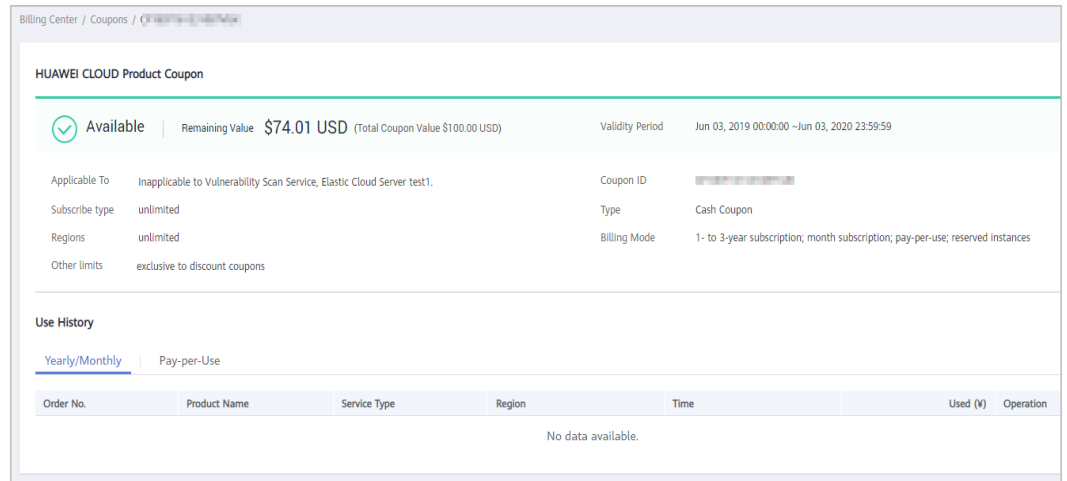 Billing Center / Coupons /
HUAWEI CLOUD Product Coupon
Available Remaining Value $74.01 USD (Total Coupon Value $100.00 USD) Validity Period Jun 03, 2019 00:00:00 ~Jun 03, 2020 23:59:59
Applicable To Inapplicable to Vulnerability Scan Service, Elastic Cloud Server test1. Coupon ID
Subscribe type unlimited Type Cash Coupon
Regions unlimited Billing Mode 1- to 3-year subscription; month subscription; pay-per-use; reserved instances
Other limits exclusive to discount coupons
Use History
Yearly/Monthly Pay-per-Use
Order No. Product Name Service Type Region Time Used (¥) Operation
No data available.